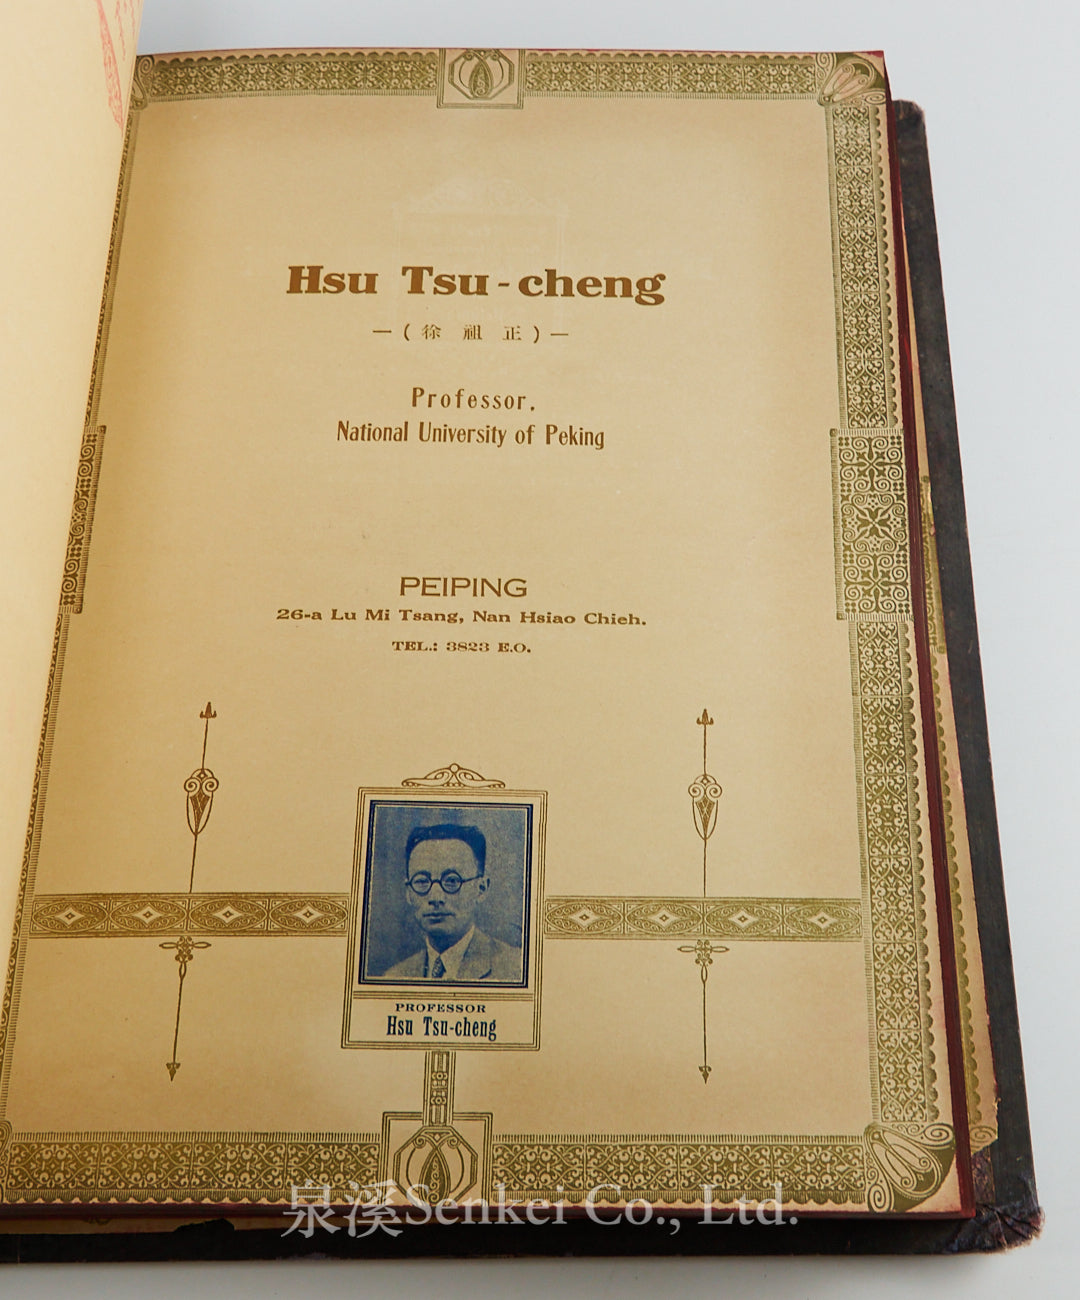 Hsu Tsu-cheng
—(徐祖正)—
Professor,
National University of Peking
PEIPING
26-a Lu Mi Tsang, Nan Hsiao Chieh.
TEL.: 3823 E.O.
PROFESSOR
Hsu Tsu-cheng
泉溪Senkei Co., Ltd.